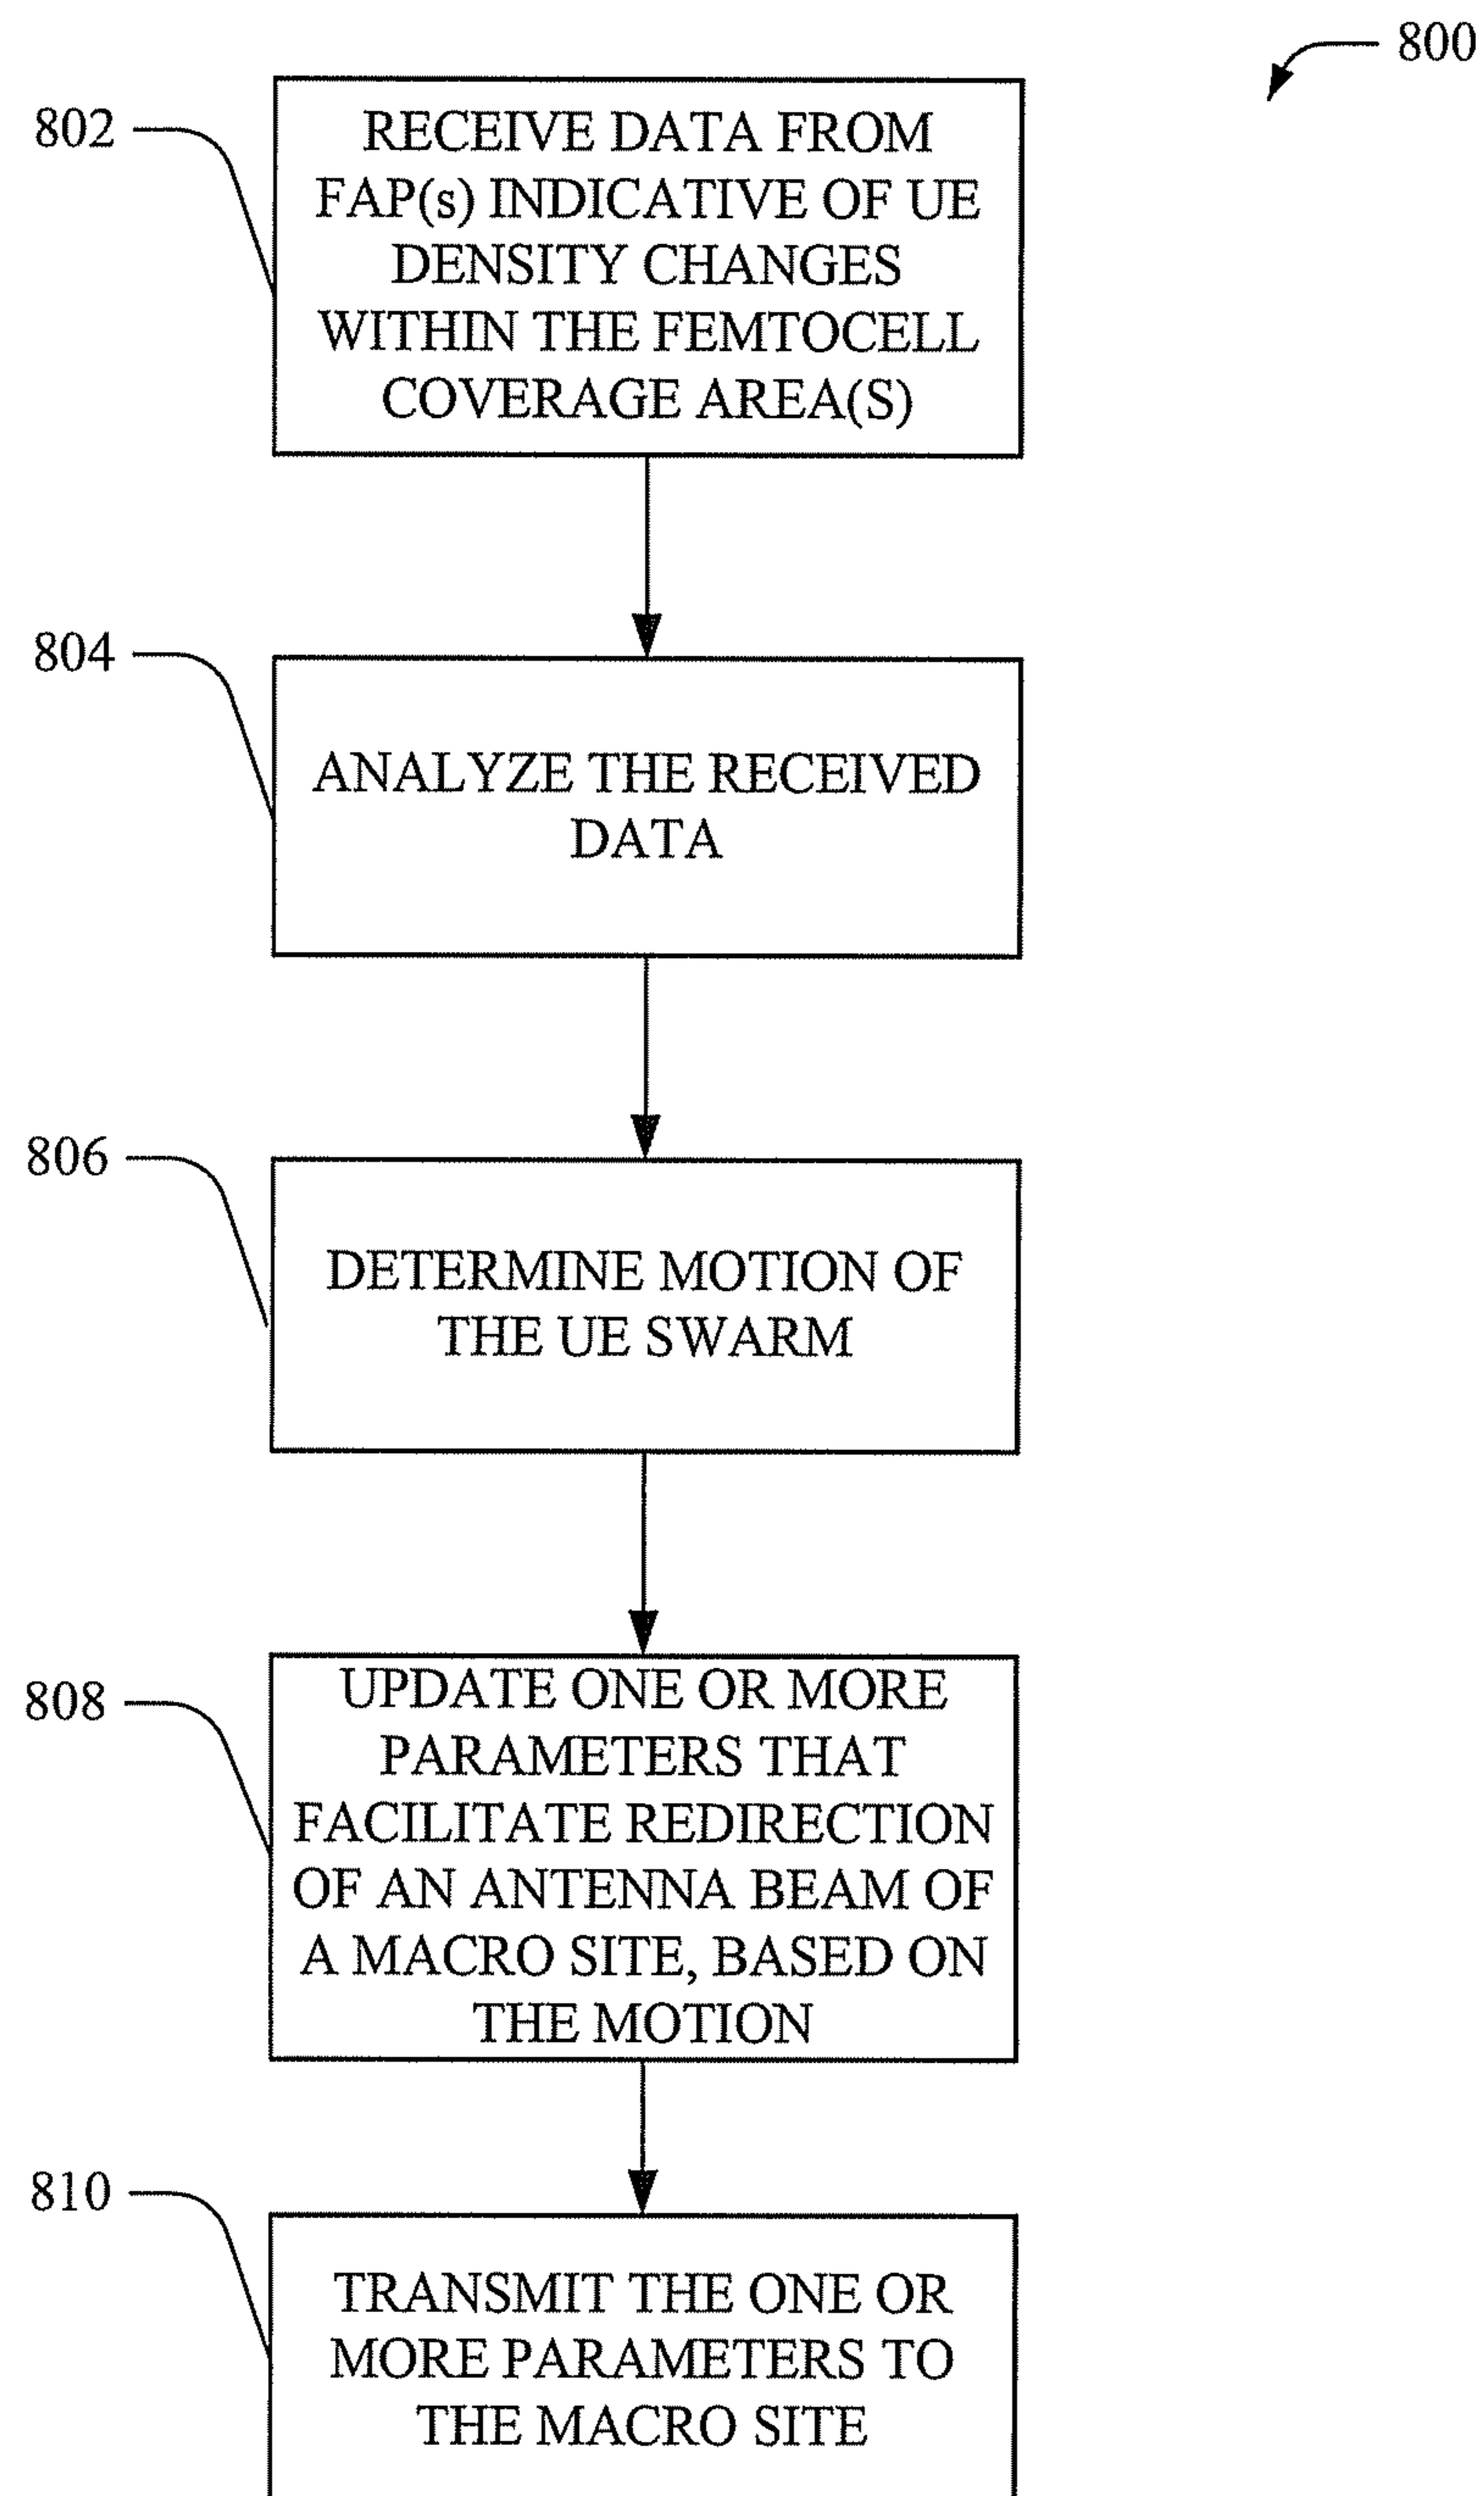 800
802
RECEIVE DATA FROM
FAP(s) INDICATIVE OF UE
DENSITY CHANGES
WITHIN THE FEMTOCELL
COVERAGE AREA(S)
804
ANALYZE THE RECEIVED
DATA
806
DETERMINE MOTION OF
THE UE SWARM
808
UPDATE ONE OR MORE
PARAMETERS THAT
FACILITATE REDIRECTION
OF AN ANTENNA BEAM OF
A MACRO SITE, BASED ON
THE MOTION
810
TRANSMIT THE ONE OR
MORE PARAMETERS TO
THE MACRO SITE